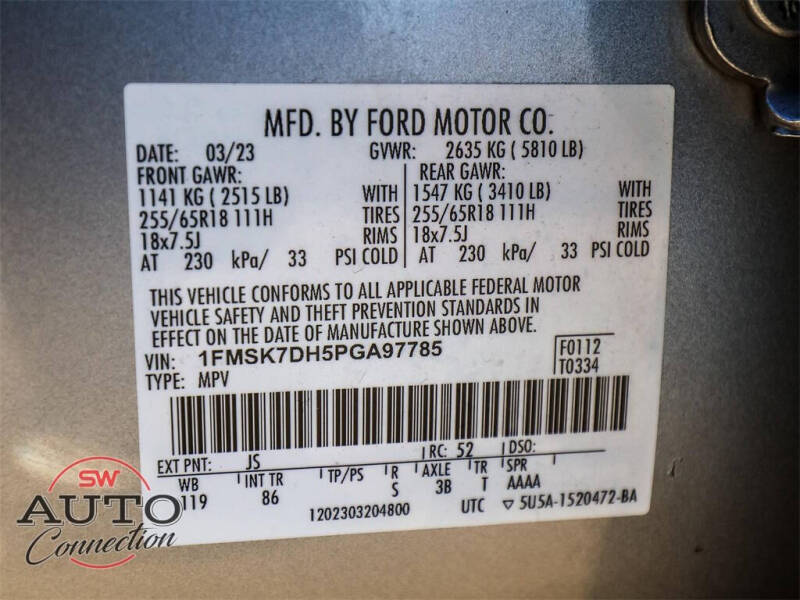 MFD. BY FORD MOTOR CO.
DATE: 03/23 GVWR: 2635 KG ( 5810 LB)
FRONT GAWR: REAR GAWR:
1141 KG ( 2515 LB) WITH 1547 KG ( 3410 LB) WITH
255/65R18 111H TIRES 255/65R18 111H TIRES
18x7.5J RIMS 18x7.5J RIMS
AT 230 kPa/ 33 PSI COLD AT 230 kPa/ 33 PSI COLD
THIS VEHICLE CONFORMS TO ALL APPLICABLE FEDERAL MOTOR
VEHICLE SAFETY AND THEFT PREVENTION STANDARDS IN
EFFECT ON THE DATE OF MANUFACTURE SHOWN ABOVE.
VIN: 1FMSK7DH5PGA97785 F0112
TYPE: MPV T0334
EXT PNT: JS RC: 52 DSO:
WB INT TR TP/PS R AXLE TR SPR
119 86 S 3B T AAAA
1202303204800 UTC ▽ 5U5A-1520472-BA
SW
AUTO
Connection